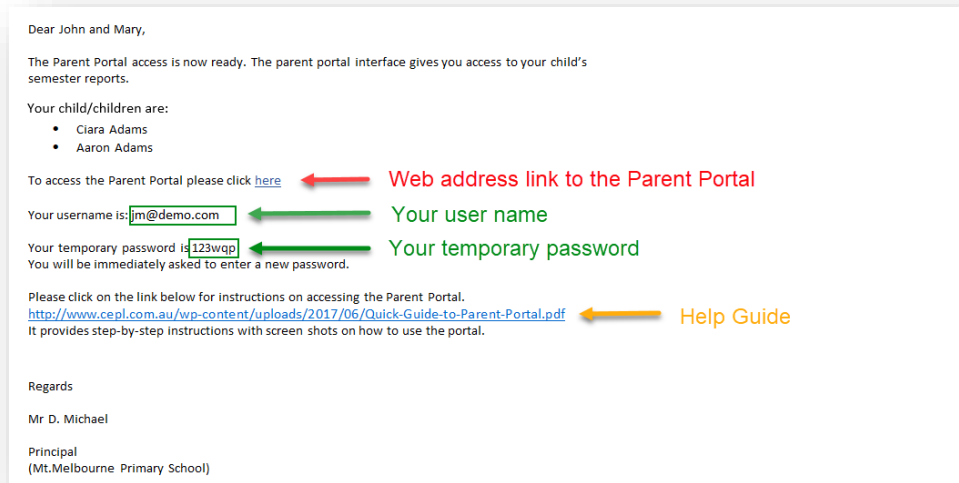 Dear John and Mary,
The Parent Portal access is now ready. The parent portal interface gives you access to your child's
semester reports.
Your child/children are:
• Ciara Adams
• Aaron Adams
To access the Parent Portal please click here
Web address link to the Parent Portal
Your username is: jm@demo.com
Your user name
Your temporary password is 123wqp
Your temporary password
You will be immediately asked to enter a new password.
Please click on the link below for instructions on accessing the Parent Portal.
http://www.cepl.com.au/wp-content/uploads/2017/06/Quick-Guide-to-Parent-Portal.pdf
Help Guide
It provides step-by-step instructions with screen shots on how to use the portal.
Regards
Mr D. Michael
Principal
(Mt.Melbourne Primary School)